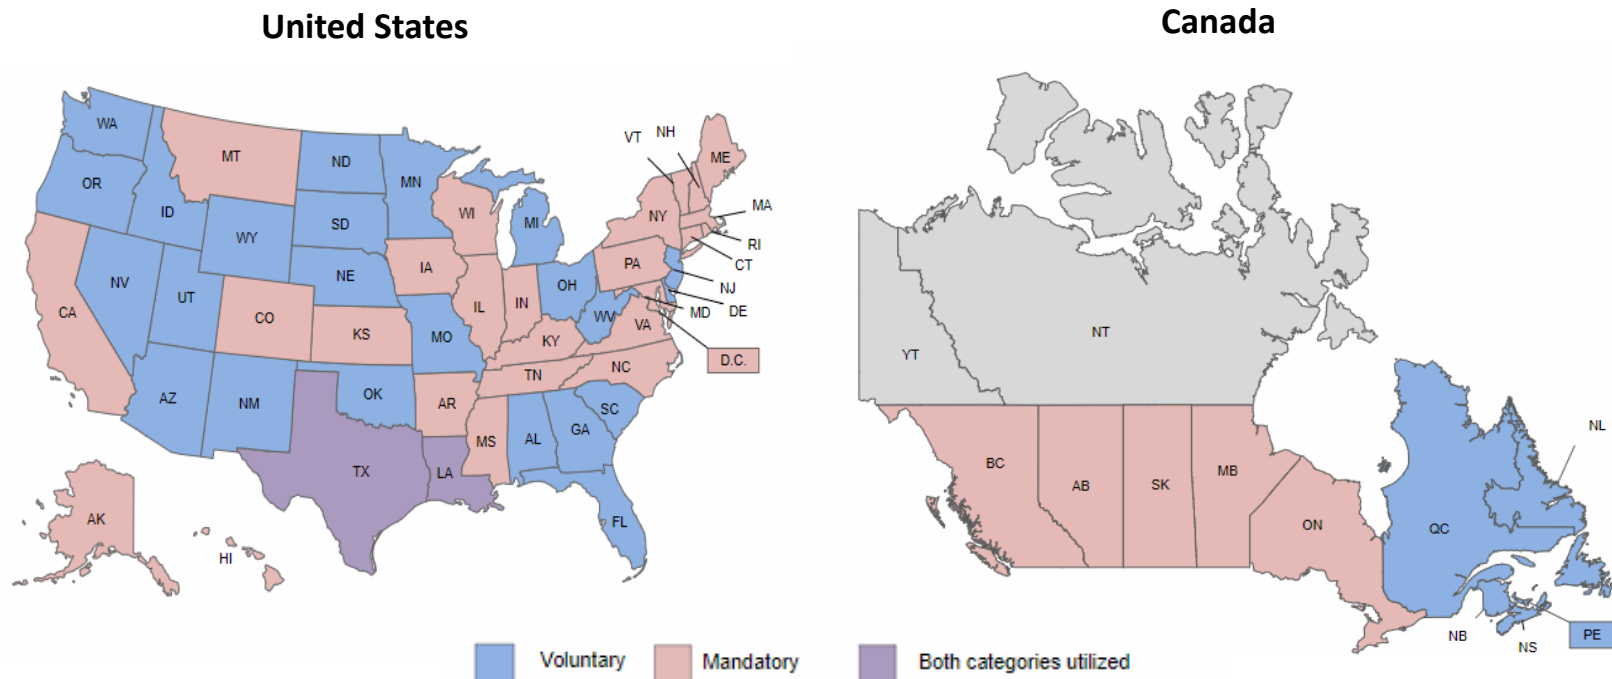 United States
Canada
WA
MT
ND
MN
OR
ID
WY
SD
WI
MI
VT
NH
ME
NY
MA
RI
CT
NV
UT
NE
IA
PA
NJ
DE
MD
CA
CO
KS
MO
IL
IN
OH
WV
VA
KY
D.C.
AZ
NM
OK
AR
TN
NC
SC
TX
LA
MS
AL
GA
FL
AK
HI
YT
NT
BC
AB
SK
MB
ON
QC
NL
NB
NS
PE
Voluntary
Mandatory
Both categories utilized